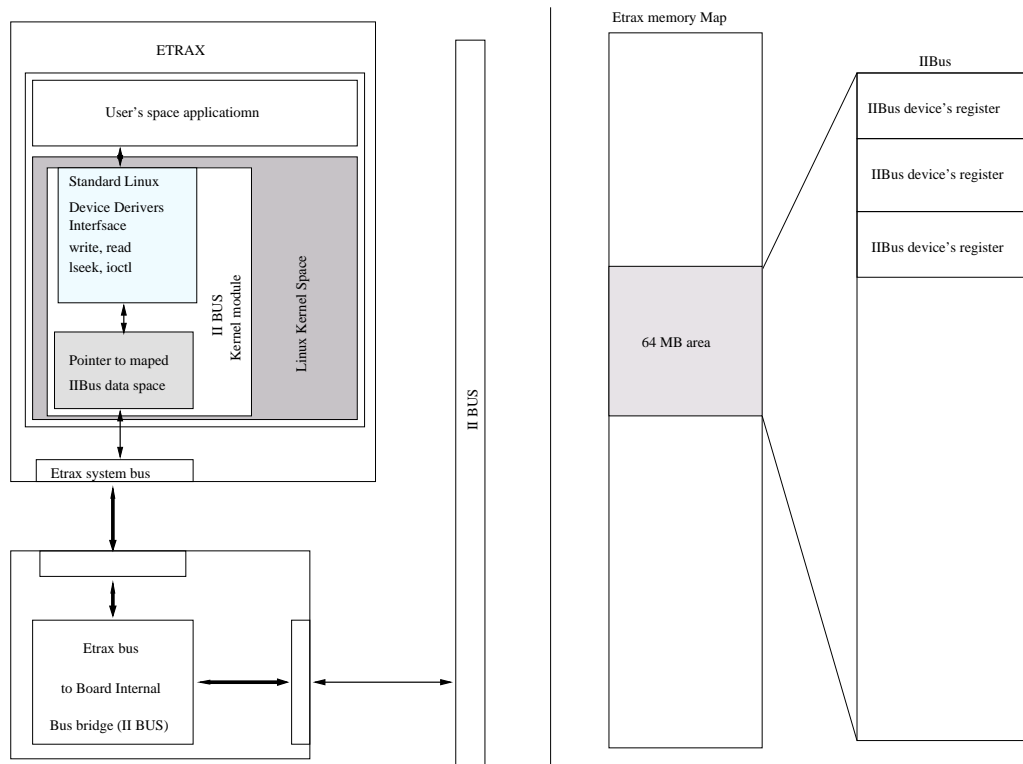 ETRAX
User's space applicatiomn
Standard Linux
Device Derivers
Interfsace
write, read
lseek, ioctl
II BUS
Kernel module
Linux Kernel Space
Pointer to maped
IIBus data space
Etrax system bus
Etrax bus
to Board Internal
Bus bridge (II BUS)
II BUS
Etrax memory Map
64 MB area
IIBus
IIBus device's register
IIBus device's register
IIBus device's register